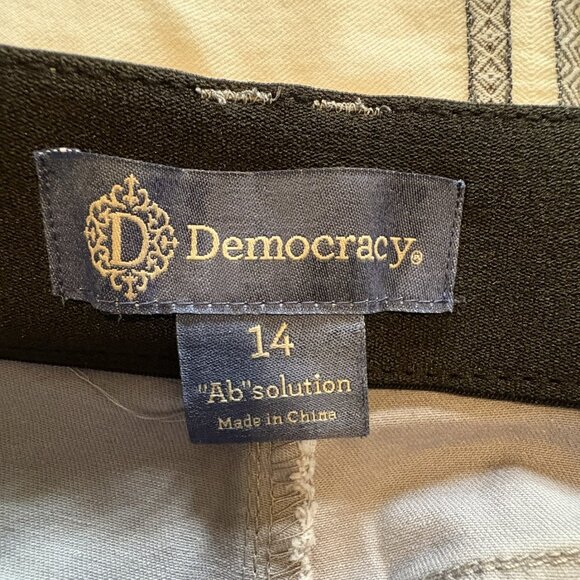 D Democracy®
14
"Ab"solution
Made in China